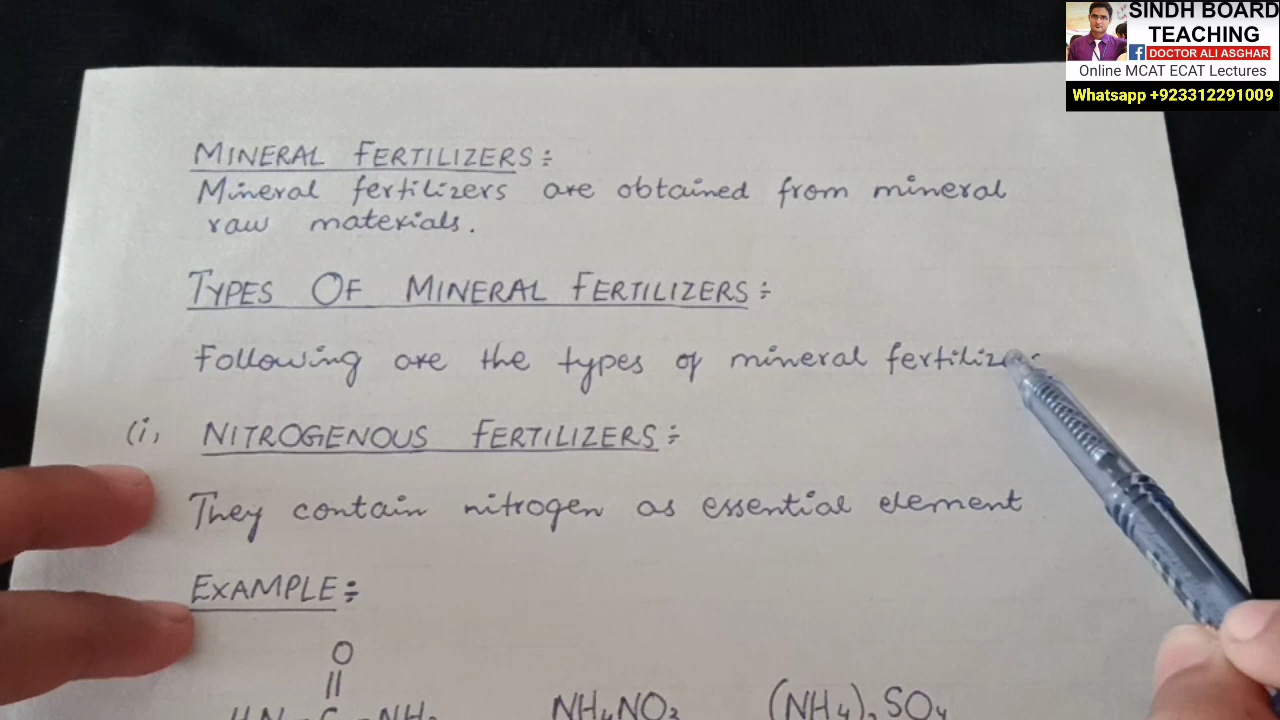 SINDH BOARD
TEACHING
f DOCTOR ALI ASGHAR
Online MCAT ECAT Lectures
Whatsapp +923312291009
MINERAL FERTILIZERS:
Mineral fertilizers are obtained from mineral
raw materials.
TYPES OF MINERAL FERTILIZERS:
Following are the types of mineral
(i) NITROGENOUS FERTILIZERS:
They contain nitrogen as essential element
EXAMPLE:
O
||
NH4NO3 (NH4)2SO4